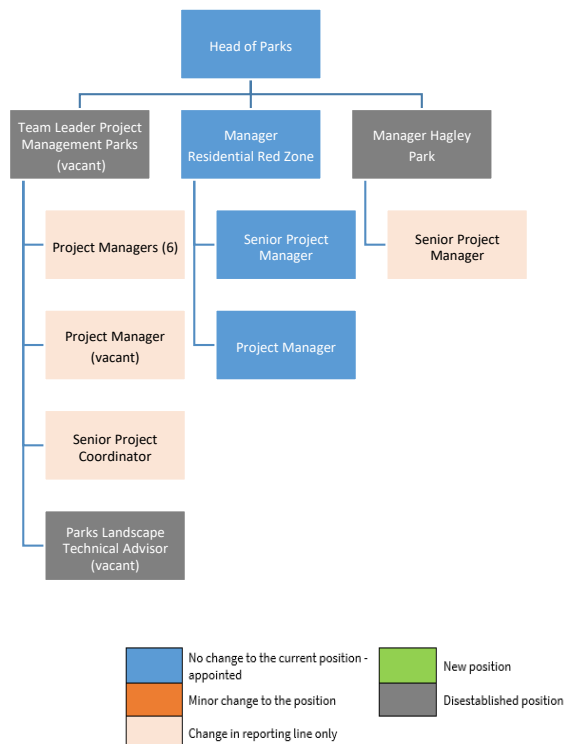 Head of Parks
Team Leader Project
Management Parks
(vacant)
Manager
Residential Red Zone
Manager Hagley
Park
Project Managers (6)
Senior Project
Manager
Senior Project
Manager
Project Manager
(vacant)
Project Manager
Senior Project
Coordinator
Parks Landscape
Technical Advisor
(vacant)
No change to the current position -
appointed
New position
Minor change to the position
Disestablished position
Change in reporting line only